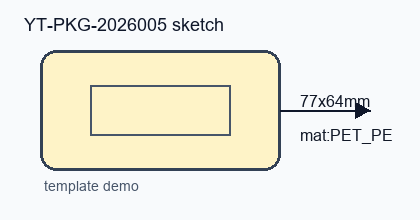 YT-PKG-2026005 sketch
77x64mm
mat:PET_PE
template demo